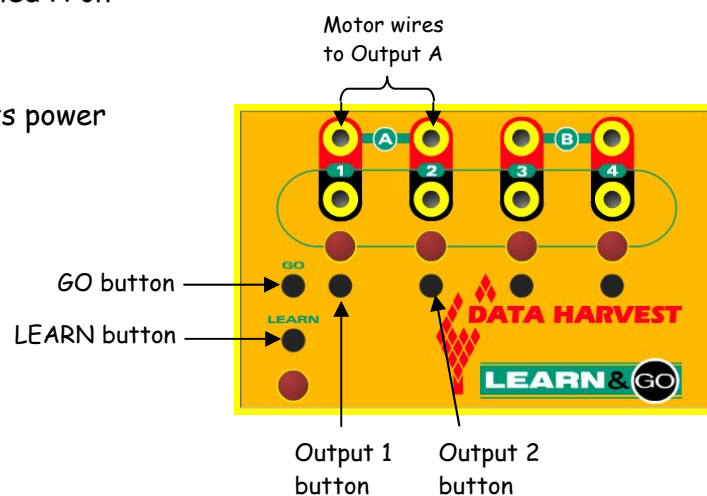 Motor wires
to Output A
s power
A
B
1
2
3
4
GO
GO button
LEARN
LEARN button
DATA HARVEST
LEARN & GO
Output 1
button
Output 2
button